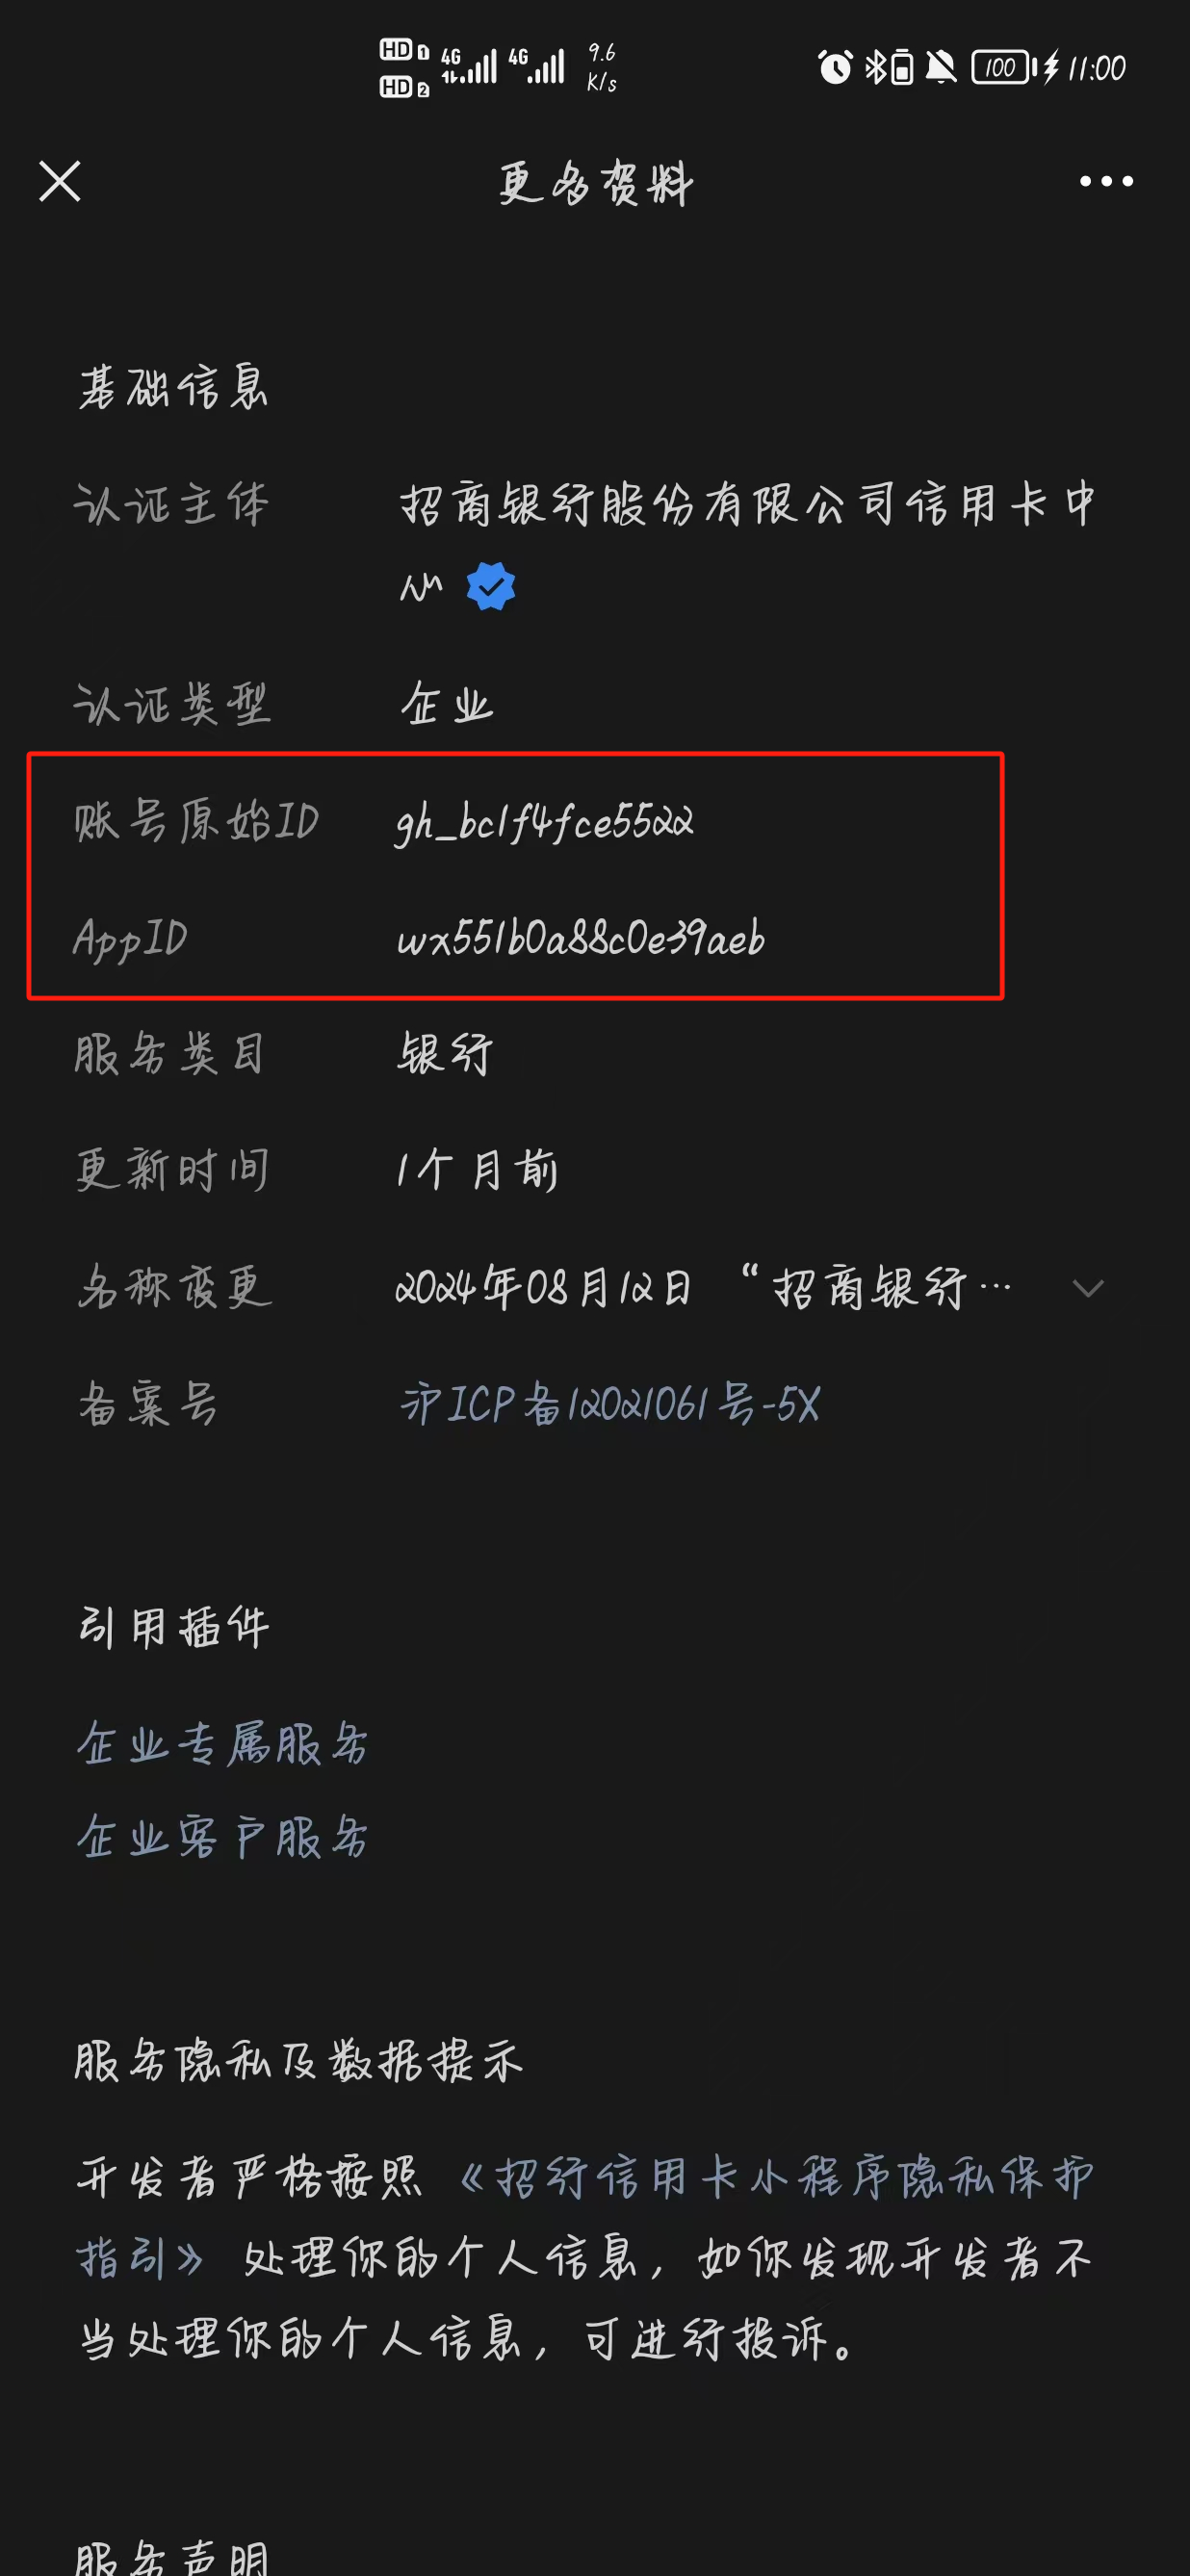 HD 1 4G 4G 9.6
HD 2 K/s 100 11:00
更多资料
基础信息
认证主体 招商银行股份有限公司信用卡中
心
认证类型 企业
账号原始ID gh_bc1f4fce5522
AppID wx551b0a88c0e39aeb
服务类目 银行
更新时间 1个月前
名称变更 2024年08月12日 “招商银行…
备案号 沪ICP备12021061号-5X
引用插件
企业专属服务
企业客户服务
服务隐私及数据提示
开发者严格按照《招行信用卡小程序隐私保护
指引》处理你的个人信息，如你发现开发者不
当处理你的个人信息，可进行投诉。
服务声明